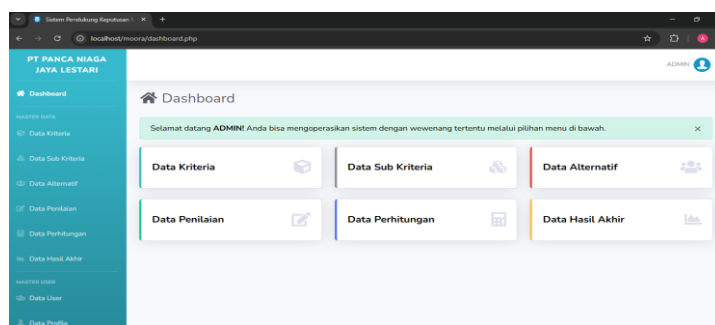 Sistem Pendukung Keputusan
localhost/moora/dashboard.php
PT PANCA NIAGA
JAYA LESTARI
ADMIN
Dashboard
Dashboard
MASTER DATA
Selamat datang ADMIN! Anda bisa mengoperasikan sistem dengan wewenang tertentu melalui pilihan menu di bawah.
Data Kriteria
Data Sub Kriteria
Data Alternatif
Data Penilaian
Data Perhitungan
Data Hasil Akhir
MASTER USER
Data User
Data Profile
Data Kriteria
Data Sub Kriteria
Data Alternatif
Data Penilaian
Data Perhitungan
Data Hasil Akhir